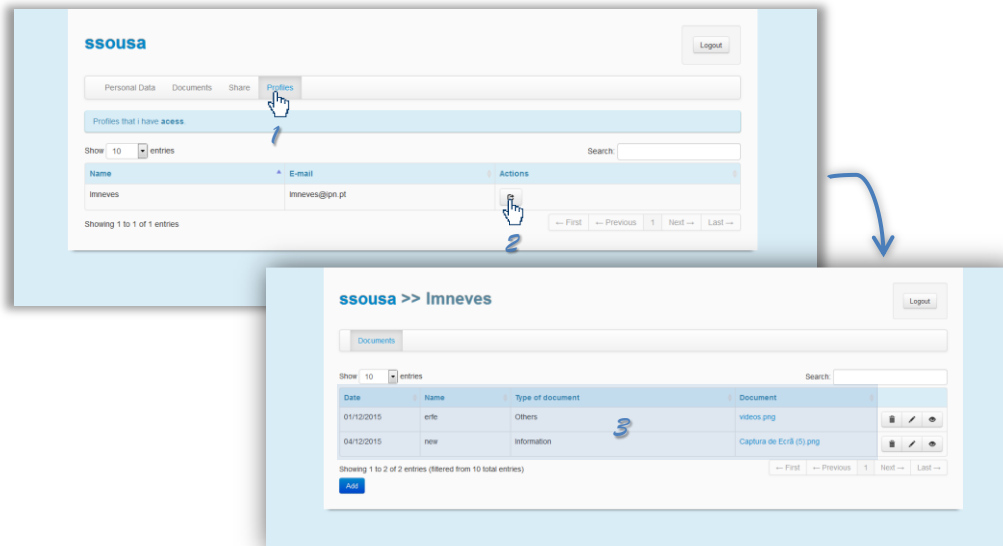 ssousa
Logout
Personal Data Documents Share Profiles
1
Profiles that i have acess.
Show 10 entries Search:
Name E-mail Actions
lmneves lmneves@ipn.pt
2
Showing 1 to 1 of 1 entries ← First ← Previous 1 Next → Last →
ssousa >> lmneves
Logout
Documents
Show 10 entries Search:
Date Name Type of document Document
01/12/2015 erfe Others videos png
3
04/12/2015 new Information Captura de Ecrã (5) png
Showing 1 to 2 of 2 entries (filtered from 10 total entries) ← First ← Previous 1 Next → Last →
Add